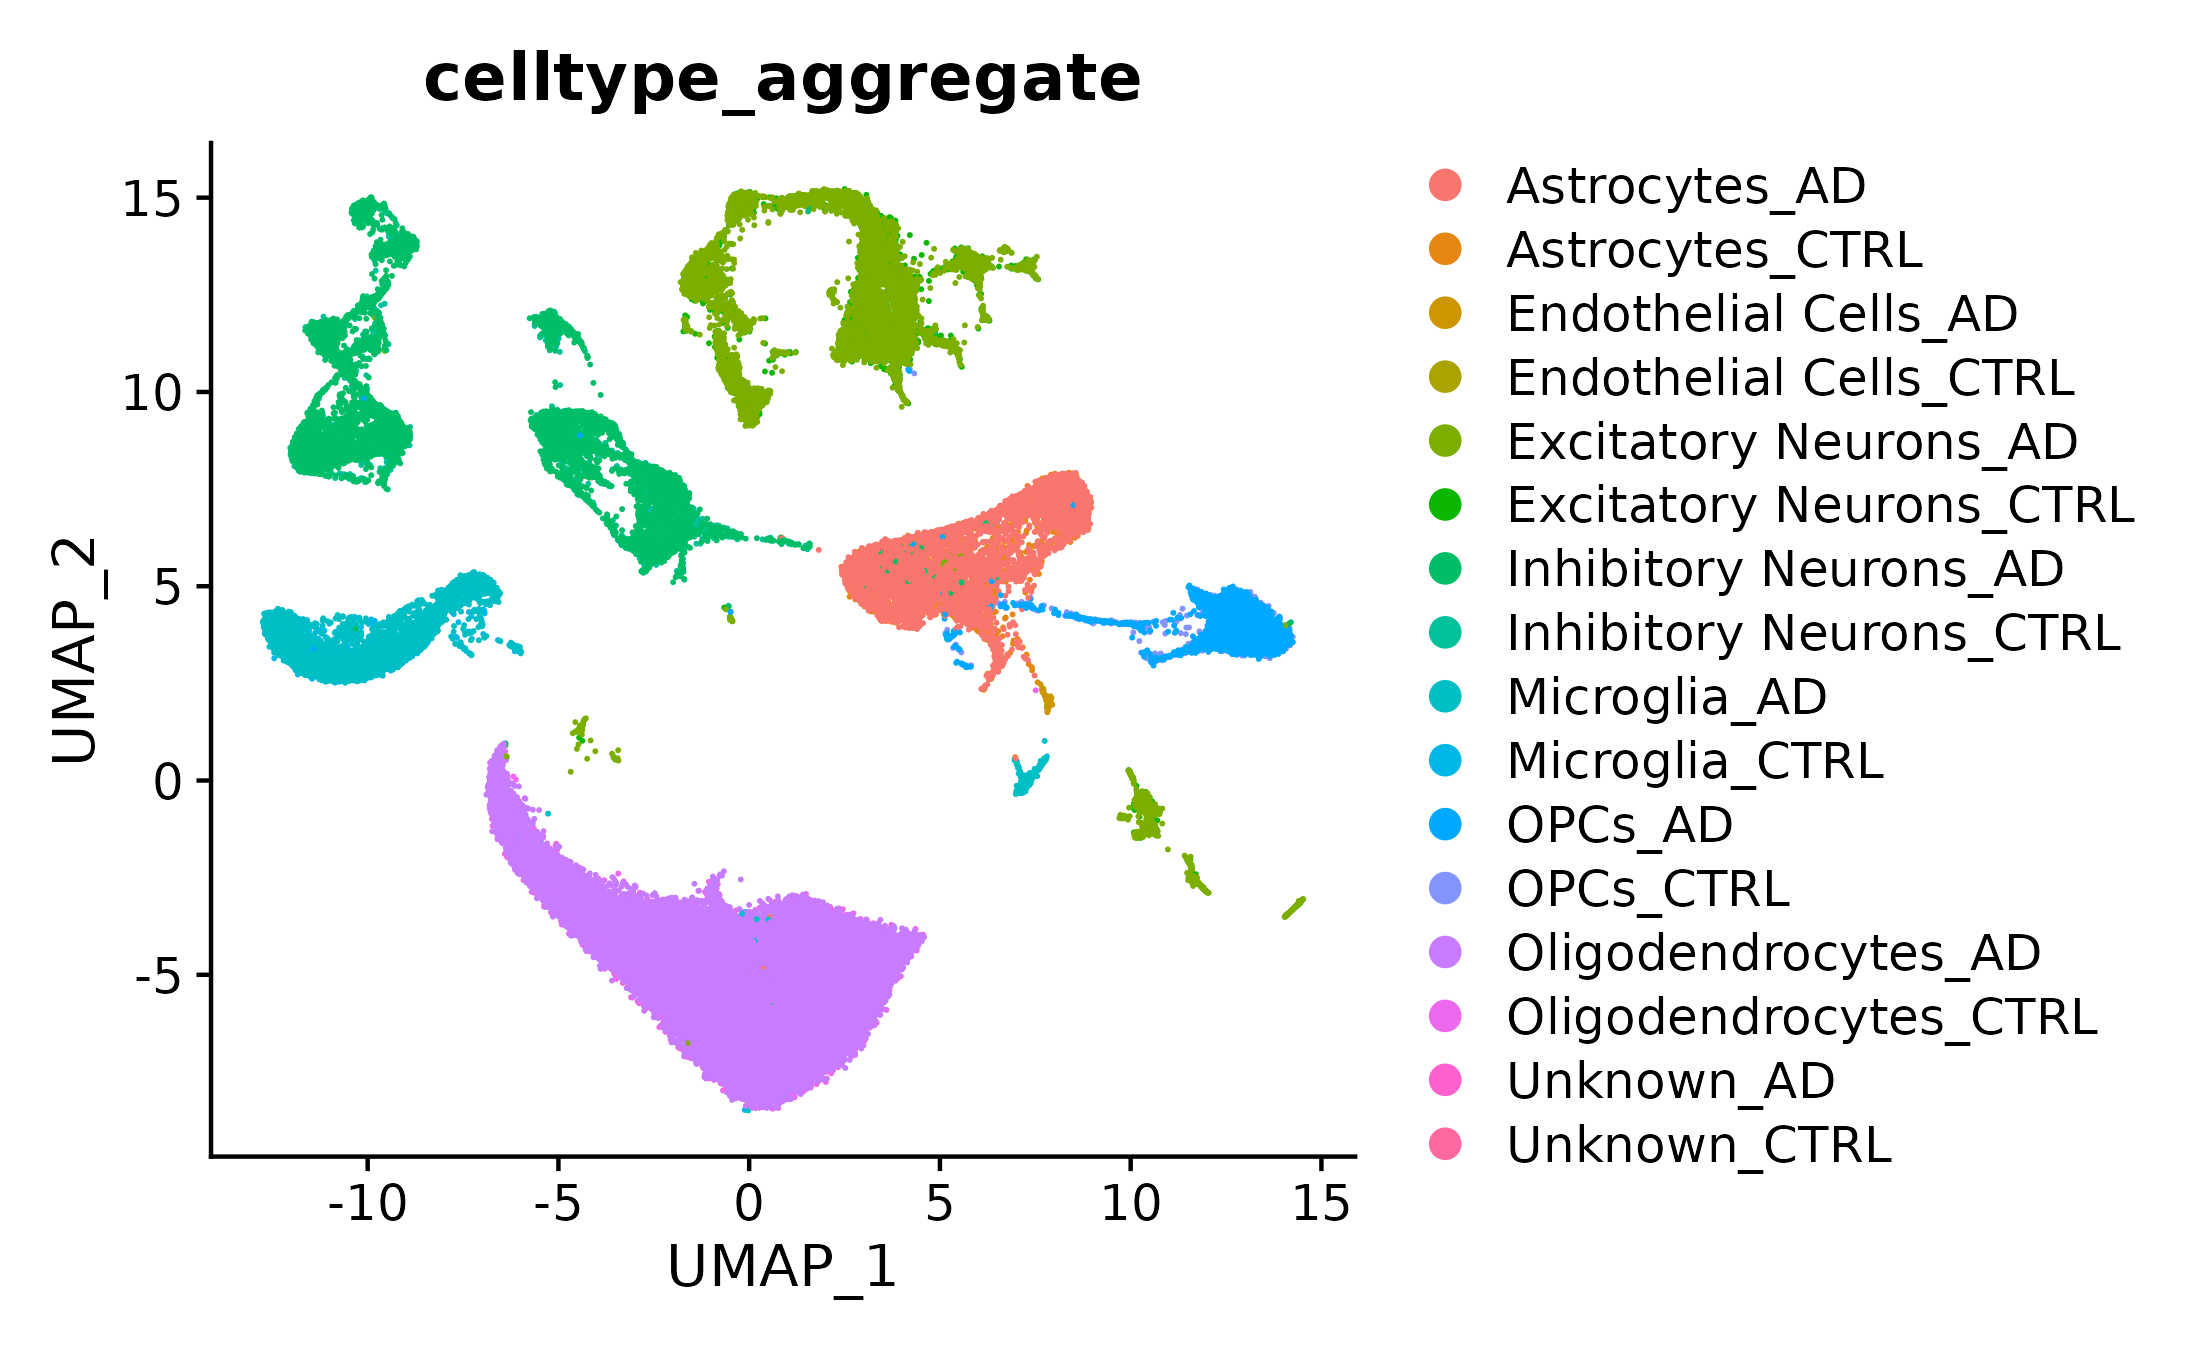 celltype_aggregate
UMAP_2
15
10
5
0
-5
-10
-5
0
5
10
15
UMAP_1
Astrocytes_AD
Astrocytes_CTRL
Endothelial Cells_AD
Endothelial Cells_CTRL
Excitatory Neurons_AD
Excitatory Neurons_CTRL
Inhibitory Neurons_AD
Inhibitory Neurons_CTRL
Microglia_AD
Microglia_CTRL
OPCs_AD
OPCs_CTRL
Oligodendrocytes_AD
Oligodendrocytes_CTRL
Unknown_AD
Unknown_CTRL